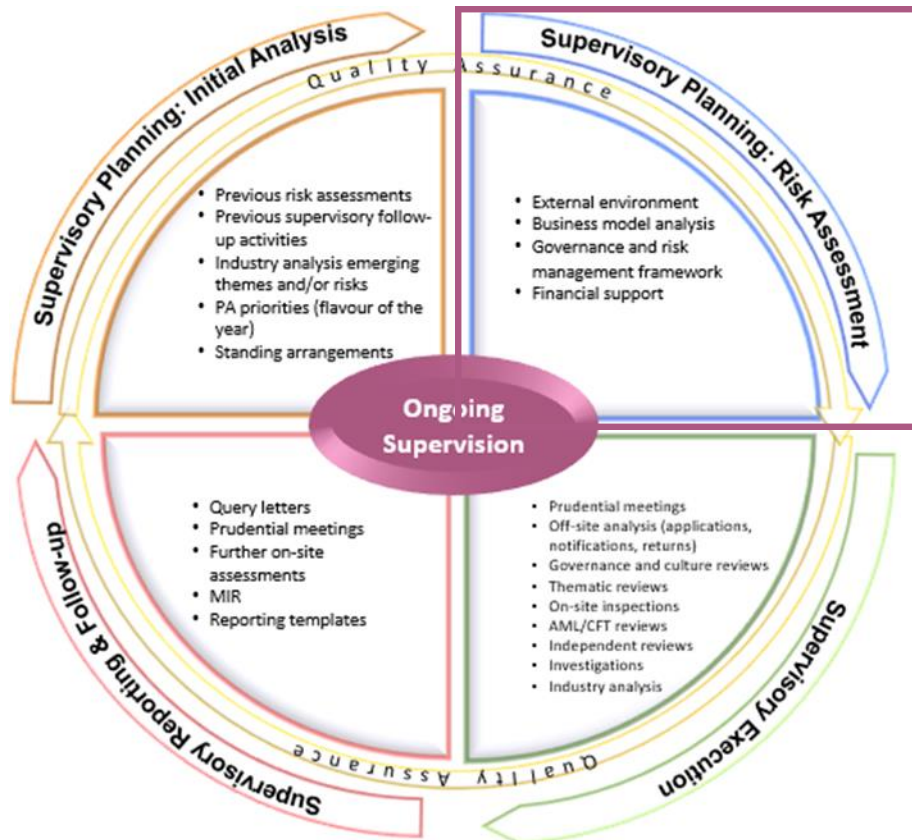 Supervisory Planning: Initial Analysis
Quality Assurance
Supervisory Planning: Risk Assessment
• Previous risk assessments
• Previous supervisory follow-
up activities
• Industry analysis emerging
themes and/or risks
• PA priorities (flavour of the
year)
• Standing arrangements
• External environment
• Business model analysis
• Governance and risk
management framework
• Financial support
Ongoing
Supervision
• Query letters
• Prudential meetings
• Further on-site
assessments
• MIR
• Reporting templates
• Prudential meetings
• Off-site analysis (applications,
notifications, returns)
• Governance and culture reviews
• Thematic reviews
• On-site inspections
• AML/CFT reviews
• Independent reviews
• Investigations
• Industry analysis
Supervisory Reporting & Follow-up
Quality Assurance
Supervisory Execution